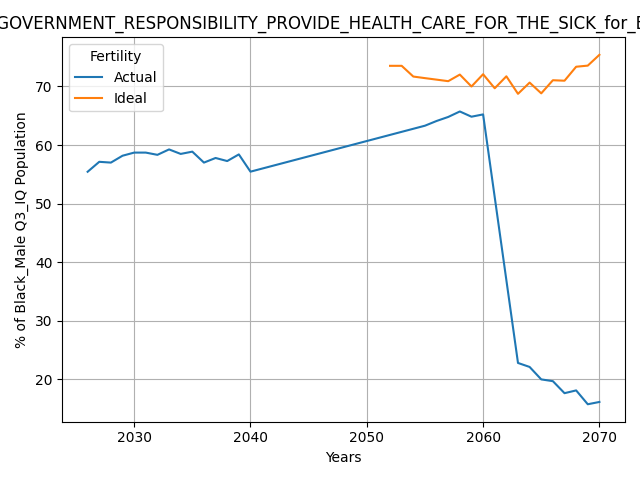 GOVERNMENT_RESPONSIBILITY_PROVIDE_HEALTH_CARE_FOR_THE_SICK_for_
Fertility
Actual
Ideal
% of Black_Male Q3_IQ Population
70
60
50
40
30
20
2030
2040
2050
2060
2070
Years